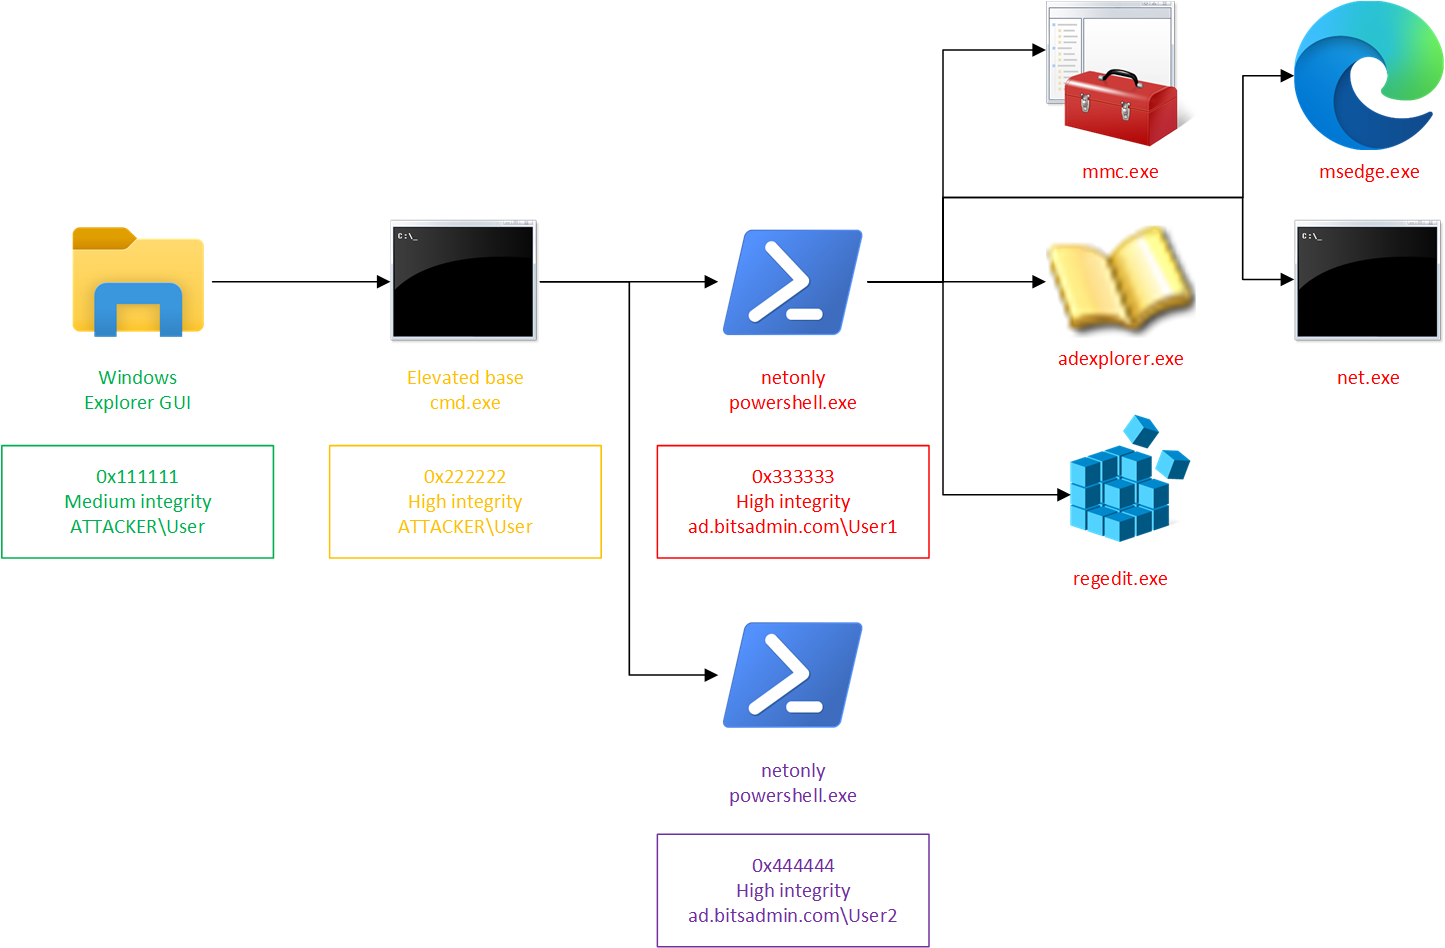 mmc.exe
msedge.exe
C:\_
C:\_
Windows
Explorer GUI
Elevated base
cmd.exe
netonly
powershell.exe
adexplorer.exe
net.exe
0x111111
Medium integrity
ATTACKER\User
0x222222
High integrity
ATTACKER\User
0x333333
High integrity
ad.bitsadmin.com\User1
regedit.exe
netonly
powershell.exe
0x444444
High integrity
ad.bitsadmin.com\User2